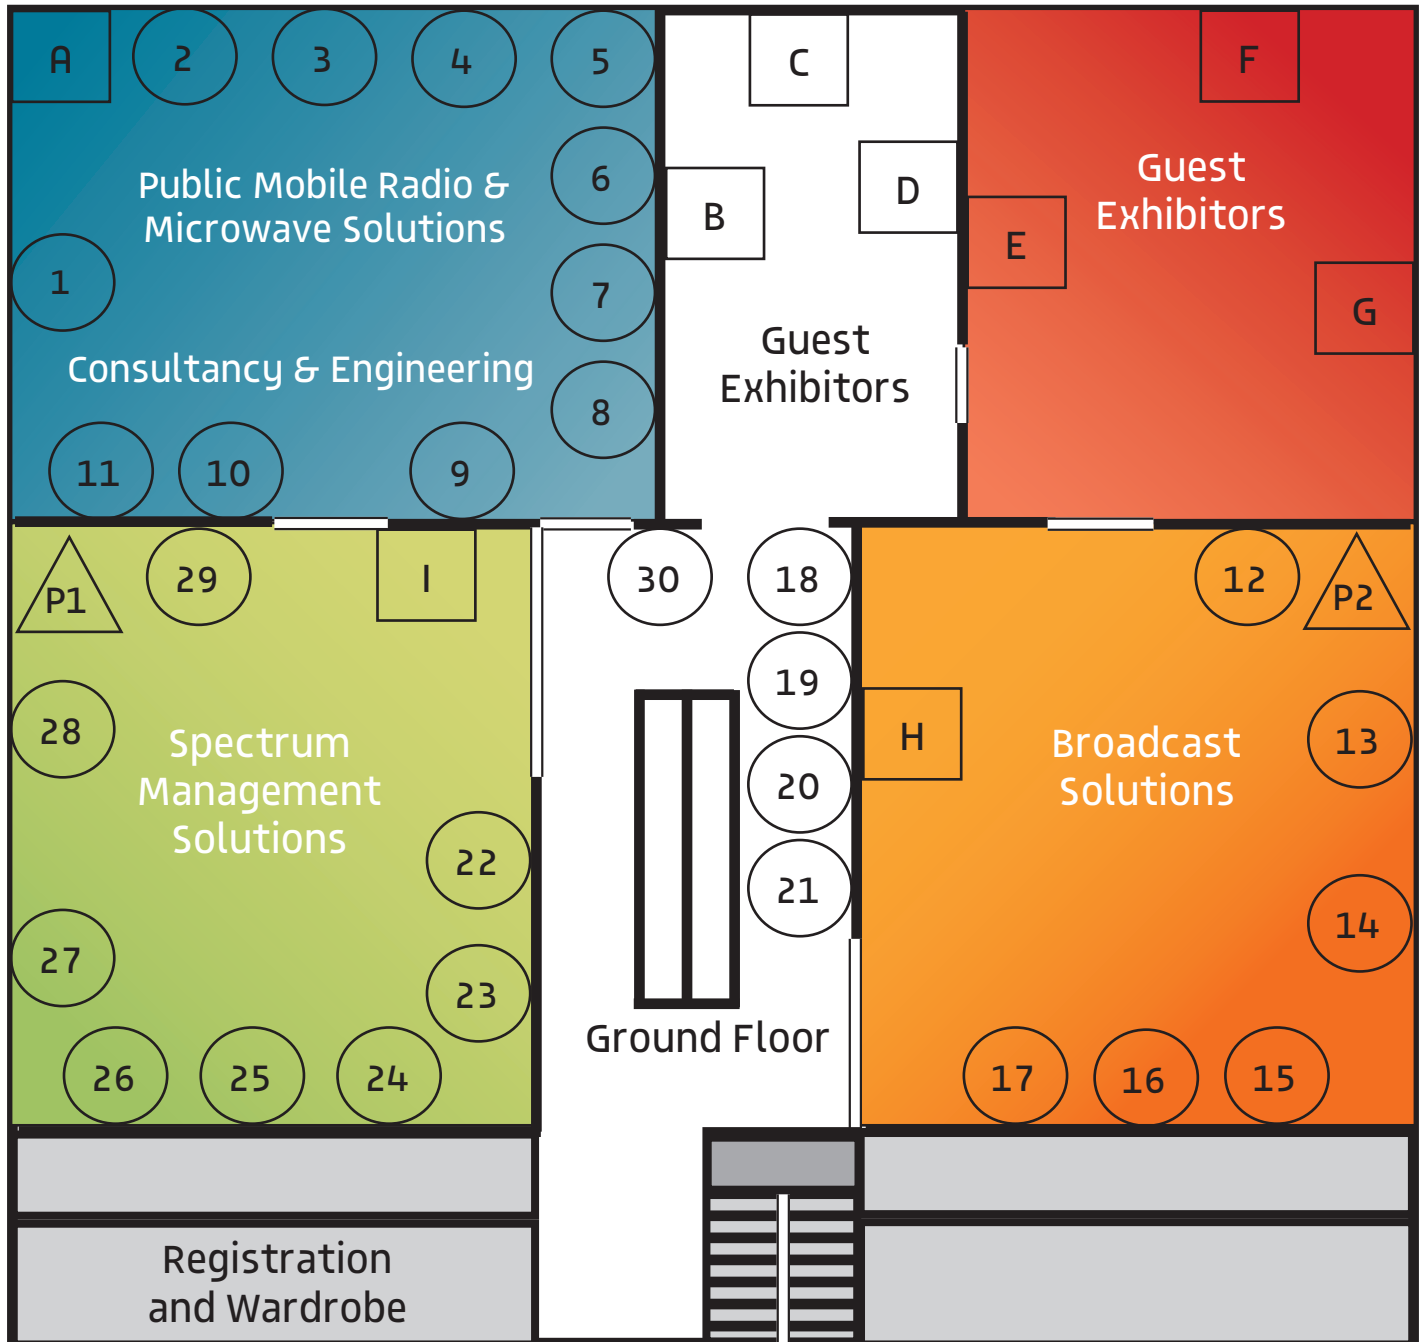 A
2
3
4
5
C
F
6
Public Mobile Radio &
Microwave Solutions
B
D
Guest
Exhibitors
E
1
7
G
Consultancy & Engineering
Guest
Exhibitors
8
11
10
9
P1
29
I
30
18
12
P2
28
19
H
13
Spectrum
Management
Solutions
Broadcast
Solutions
20
22
21
27
14
23
Ground Floor
26
25
24
17
16
15
Registration
and Wardrobe